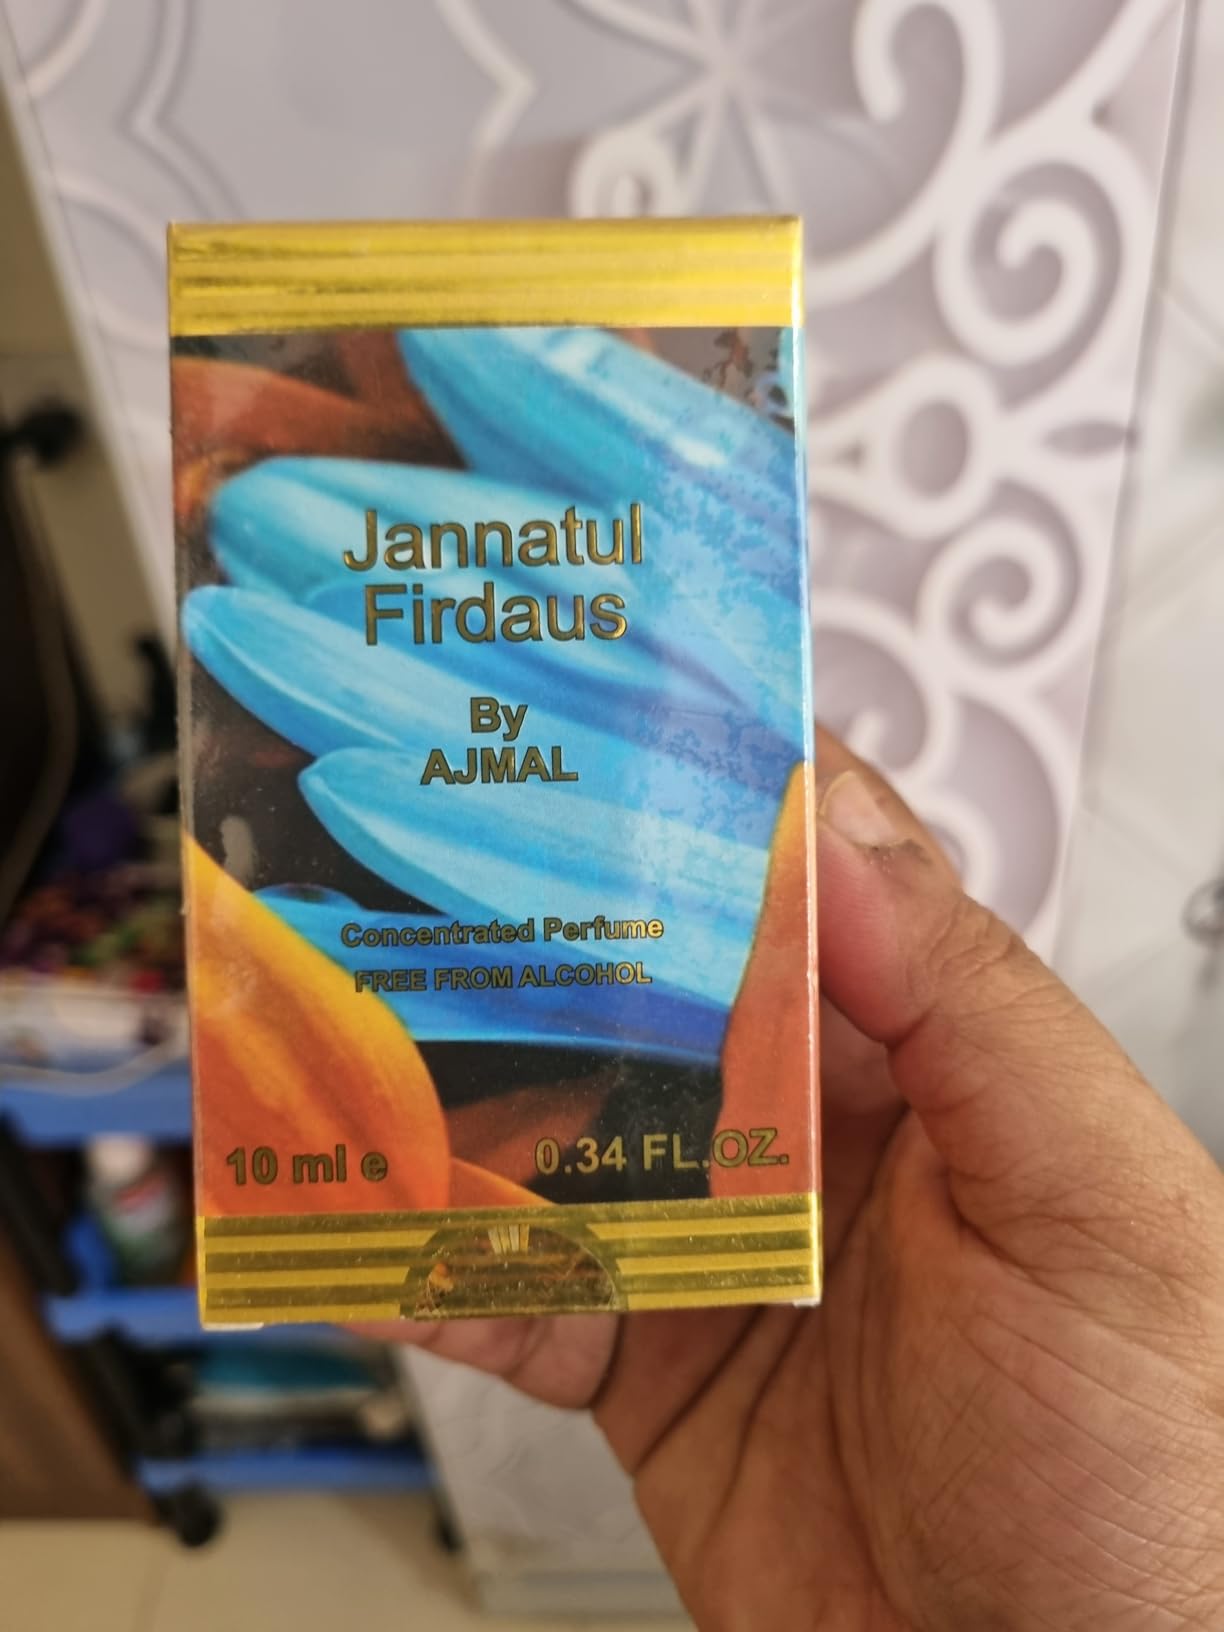 Jannatul
Firdaus
By
AJMAL
Concentrated Perfume
FREE FROM ALCOHOL
10 ml e
0.34 FL.OZ.